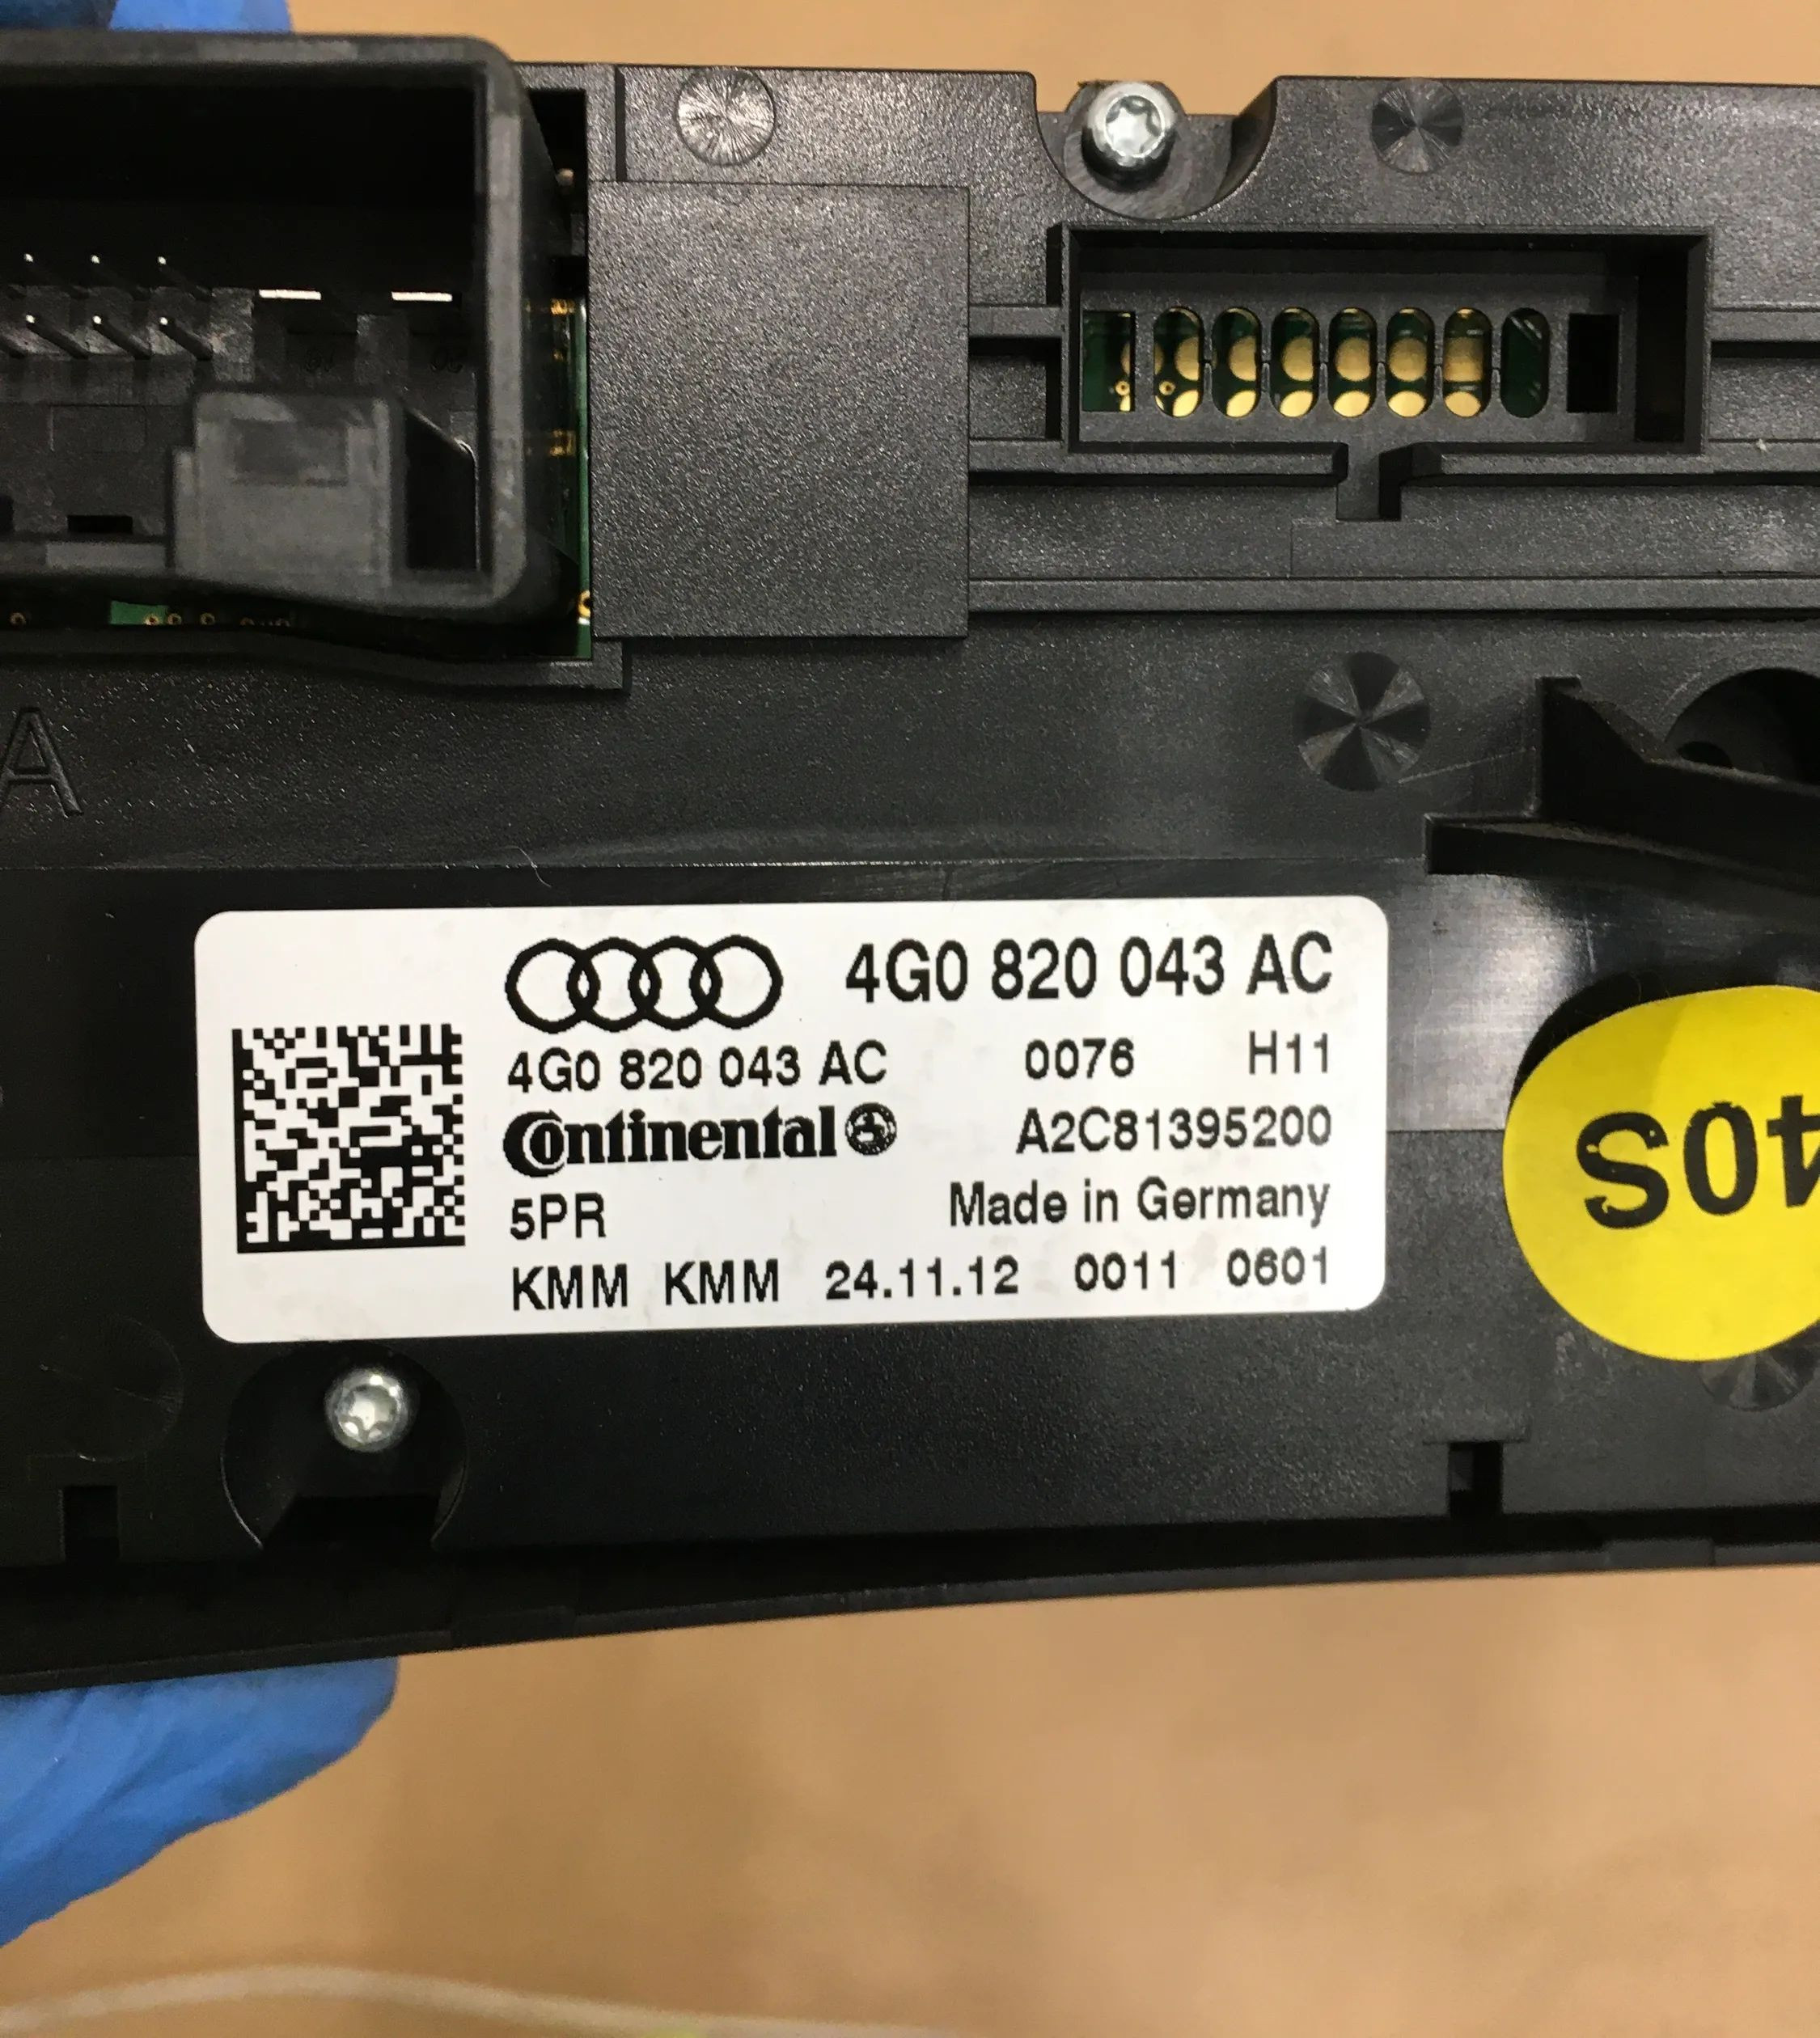 A
4G0 820 043 AC
4G0 820 043 AC 0076 H11
Continental A2C81395200
5PR Made in Germany
KMM KMM 24.11.12 0011 0601
40S